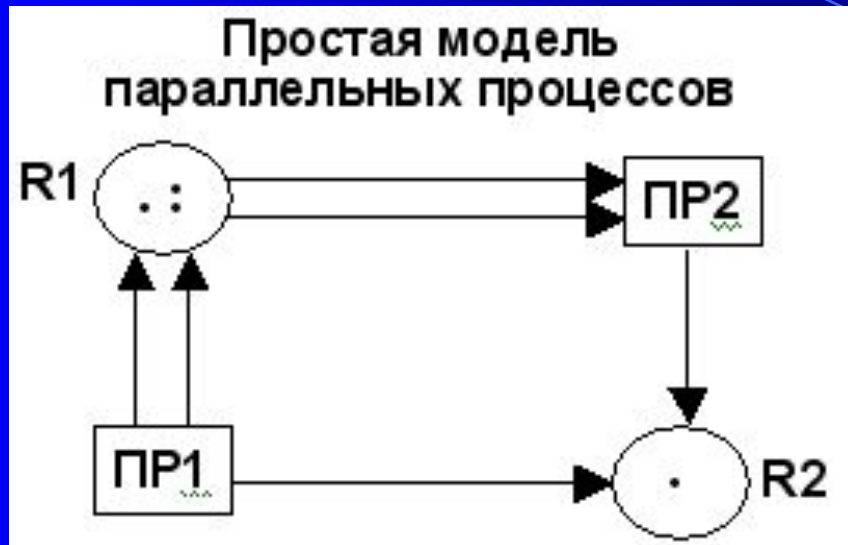 Простая модель
параллельных процессов
R1
ПР2
ПР1
R2